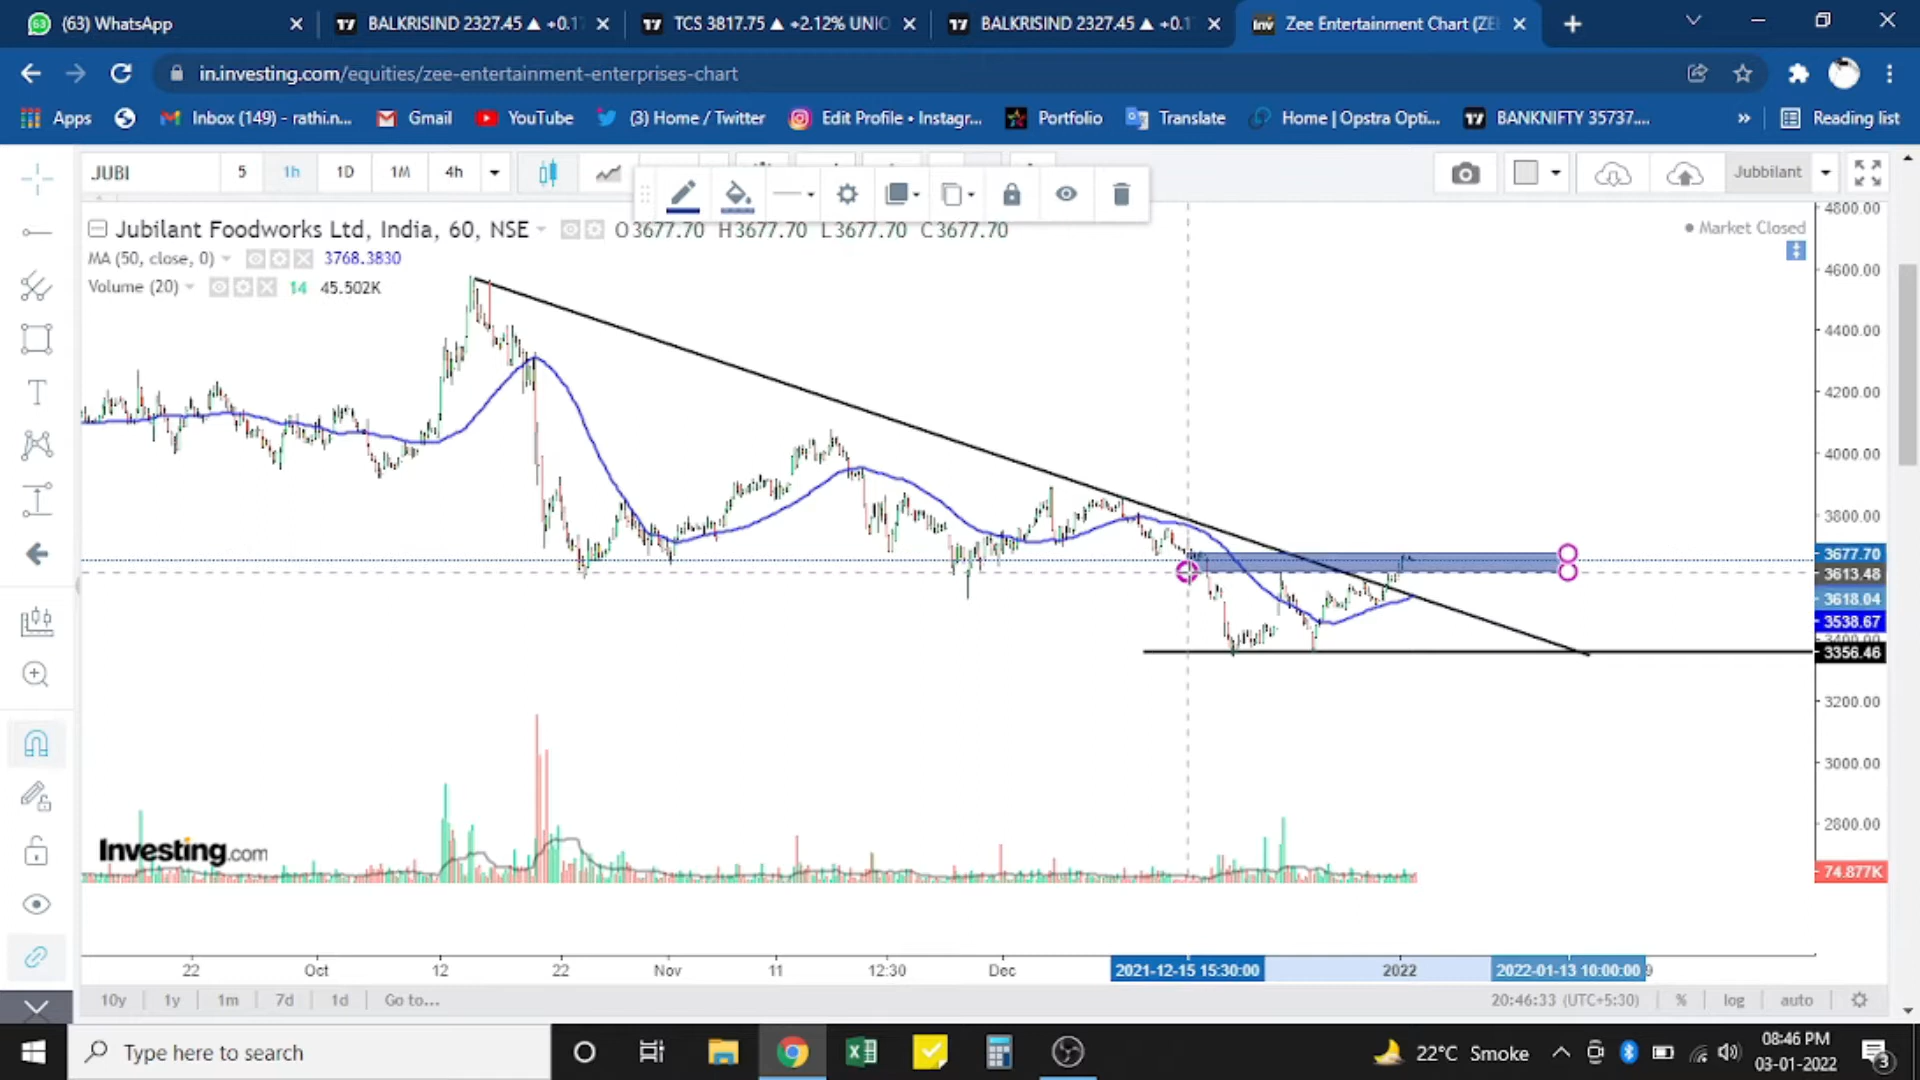 (63) WhatsApp
BALKRISIND 2327.45 ▲ +0.1
TCS 3817.75 ▲ +2.12% UNIC
BALKRISIND 2327.45 ▲ +0.1
Zee Entertainment Chart (ZE
in.investing.com/equities/zee-entertainment-enterprises-chart
Apps
Inbox (149) - rathi.n...
Gmail
YouTube
(3) Home / Twitter
Edit Profile • Instagr...
Portfolio
Translate
Home | Opstra Opti...
BANKNIFTY 35737....
Reading list
JUBI
5
1h
1D
1M
4h
Jubbilant
Jubilant Foodworks Ltd, India, 60, NSE
O3677.70 H3677.70 L3677.70 C3677.70
Market Closed
MA (50, close, 0)
3768.3830
Volume (20)
14 45.502K
4800.00
4600.00
4400.00
4200.00
4000.00
3800.00
3677.70
3613.48
3618.04
3538.67
3400.00
3356.46
3200.00
3000.00
2800.00
74.877K
Investing.com
22
Oct
12
22
Nov
11
12:30
Dec
2021-12-15 15:30:00
2022
2022-01-13 10:00:00
9
10y
1y
1m
7d
1d
Go to...
20:46:33 (UTC+5:30)
%
log
auto
Type here to search
22°C Smoke
08:46 PM
03-01-2022
3